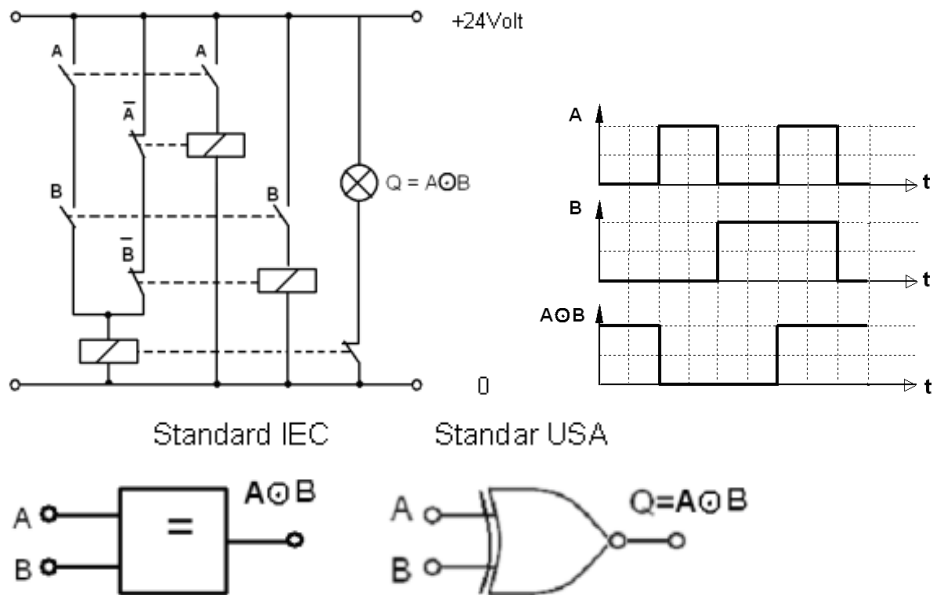 +24Volt
A
A
A̅
B
B
B̅
Q = A⊙B
0
A
t
B
t
A⊙B
t
Standard IEC
Standar USA
A
B
=
A⊙B
A
B
Q=A⊙B